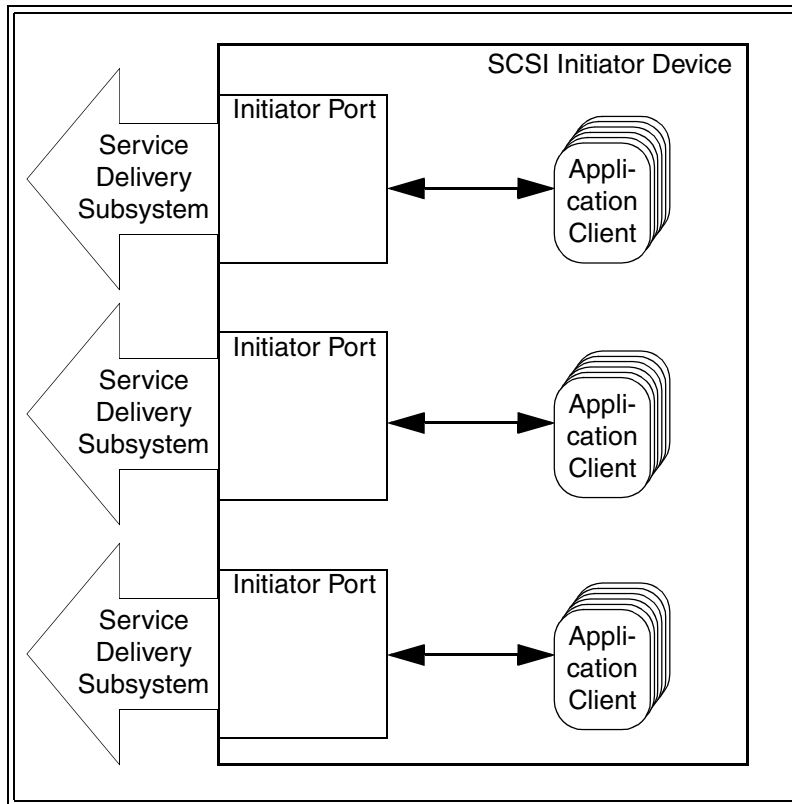 SCSI Initiator Device
Initiator Port
Service
Delivery
Subsystem
Appli-
cation
Client
Initiator Port
Service
Delivery
Subsystem
Appli-
cation
Client
Initiator Port
Service
Delivery
Subsystem
Appli-
cation
Client